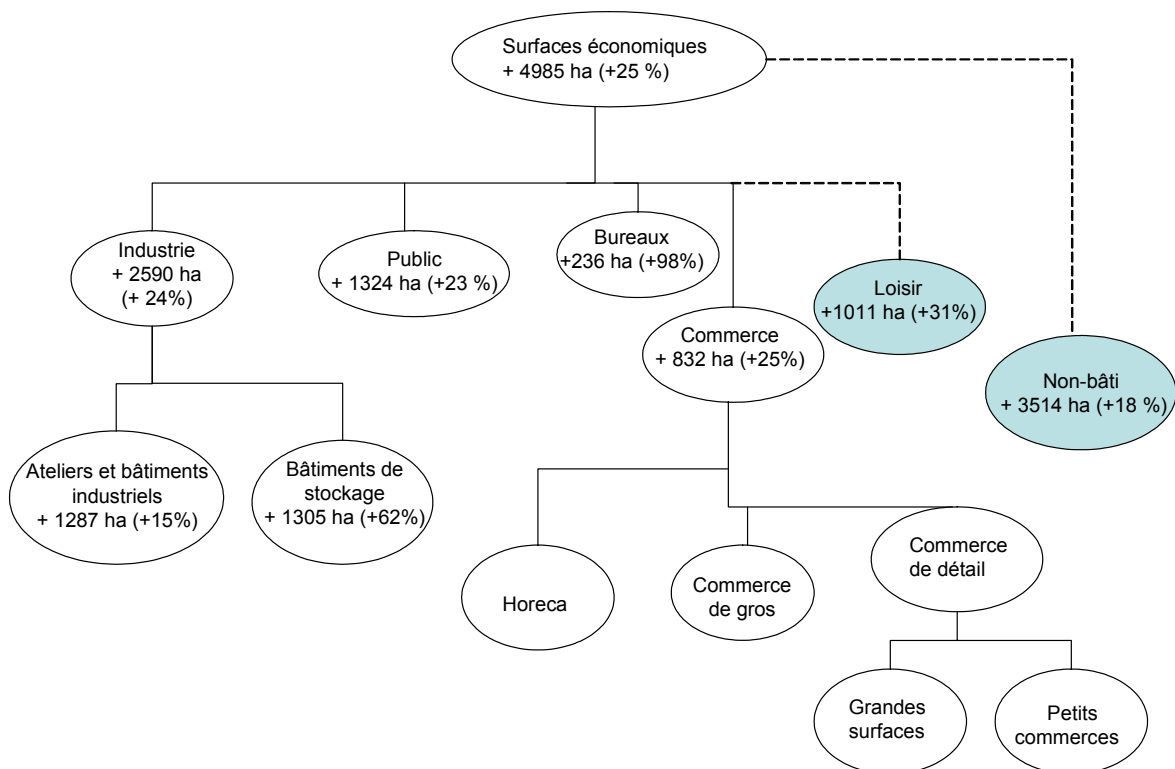 Surfaces économiques
+ 4985 ha (+25 %)
Industrie
+ 2590 ha
(+ 24%)
Public
+ 1324 ha (+23 %)
Bureaux
+236 ha (+98%)
Commerce
+ 832 ha (+25%)
Loisir
+1011 ha (+31%)
Non-bâti
+ 3514 ha (+18 %)
Ateliers et bâtiments
industriels
+ 1287 ha (+15%)
Bâtiments de
stockage
+ 1305 ha (+62%)
Horeca
Commerce
de gros
Commerce
de détail
Grandes
surfaces
Petits
commerces